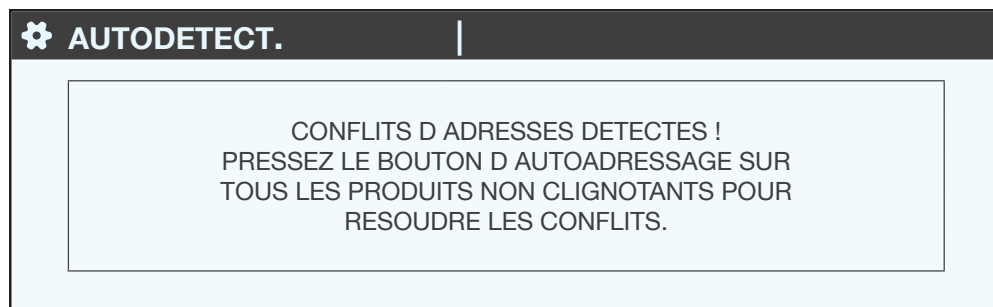 AUTODETECT.
CONFLITS D ADRESSES DETECTES !
PRESSEZ LE BOUTON D AUTOADRESSAGE SUR
TOUS LES PRODUITS NON CLIGNOTANTS POUR
RESOUDRE LES CONFLITS.